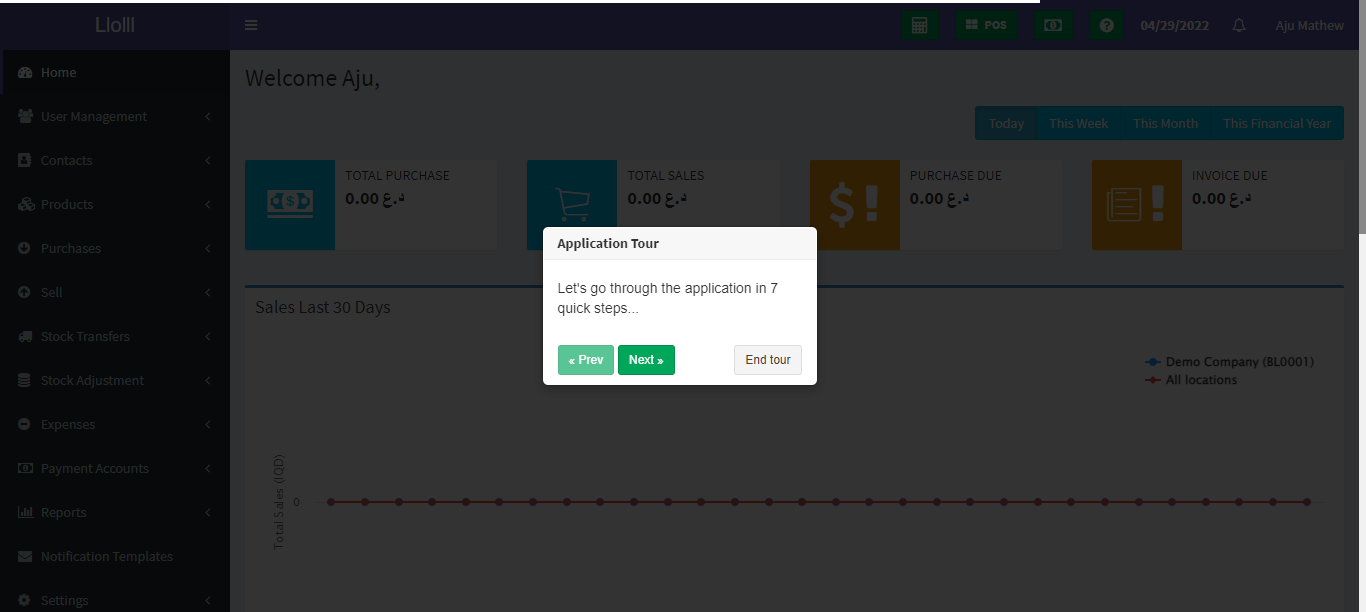 Llolll
POS
04/29/2022
Aju Mathew
Home
User Management
Contacts
Products
Purchases
Sell
Stock Transfers
Stock Adjustment
Expenses
Payment Accounts
Reports
Notification Templates
Settings
Welcome Aju,
Today
This Week
This Month
This Financial Year
TOTAL PURCHASE
0.00 د.ع
TOTAL SALES
0.00 د.ع
PURCHASE DUE
0.00 د.ع
INVOICE DUE
0.00 د.ع
Application Tour
Let's go through the application in 7
quick steps...
« Prev
Next »
End tour
Sales Last 30 Days
Demo Company (BL0001)
All locations
Total Sales (IQD)
0